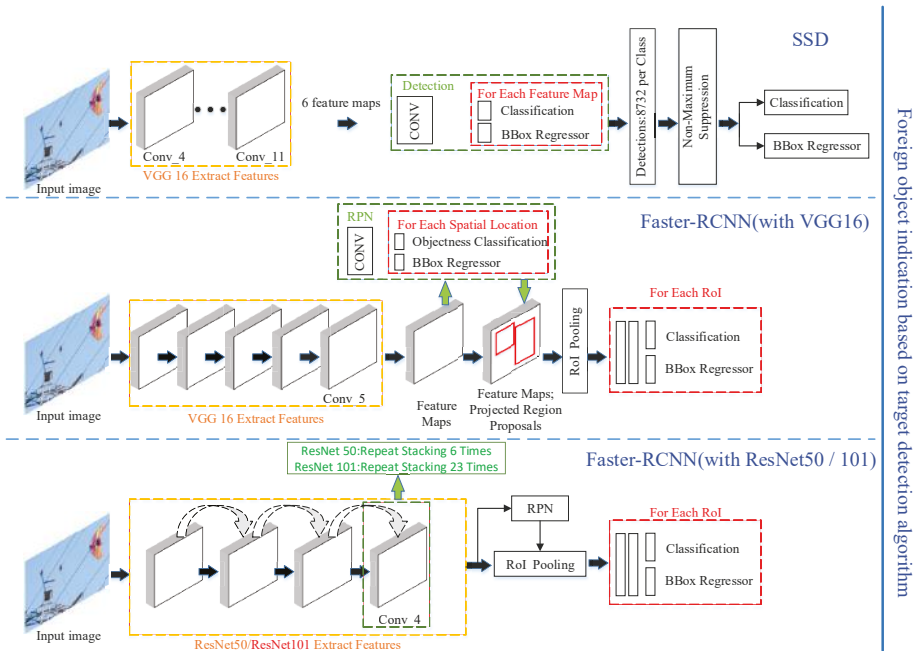 SSD
Input image
Conv_4
Conv_11
VGG 16 Extract Features
6 feature maps
Detection
CONV
For Each Feature Map
Classification
BBox Regressor
Detections:8732 per Class
Non-Maximum
Suppression
Classification
BBox Regressor
Faster-RCNN(with VGG16)
RPN
CONV
For Each Spatial Location
Objectness Classification
BBox Regressor
Input image
Conv_5
VGG 16 Extract Features
Feature
Maps
Feature Maps;
Projected Region
Proposals
RoI Pooling
For Each RoI
Classification
BBox Regressor
Faster-RCNN(with ResNet50 / 101)
ResNet 50:Repeat Stacking 6 Times
ResNet 101:Repeat Stacking 23 Times
Input image
Conv_4
ResNet50/ResNet101 Extract Features
RPN
RoI Pooling
For Each RoI
Classification
BBox Regressor
Foreign object indication based on target detection algorithm